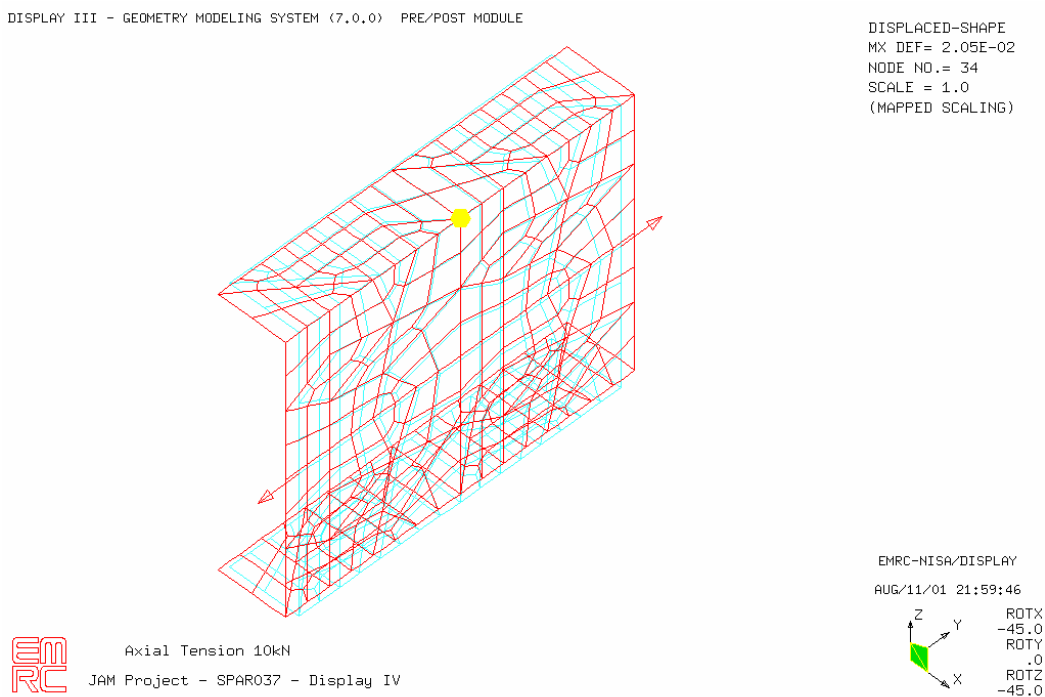 DISPLAY III - GEOMETRY MODELING SYSTEM (7.0.0) PRE/POST MODULE
DISPLACED-SHAPE
MX DEF= 2.05E-02
NODE NO.= 34
SCALE = 1.0
(MAPPED SCALING)
EMRC-NISA/DISPLAY
AUG/11/01 21:59:46
Z
Y
X
ROTX
-45.0
ROTY
.0
ROTZ
-45.0
EM
RC
Axial Tension 10kN
JAM Project - SPAR037 - Display IV